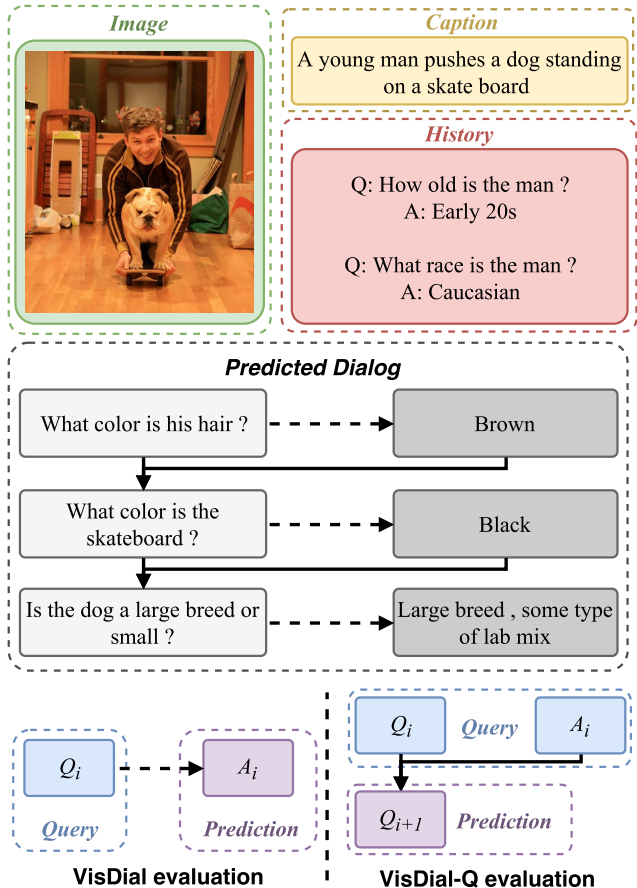 Image
Caption
A young man pushes a dog standing
on a skate board
History
Q: How old is the man ?
A: Early 20s
Q: What race is the man ?
A: Caucasian
Predicted Dialog
What color is his hair ?
Brown
What color is the
skateboard ?
Black
Is the dog a large breed or
small ?
Large breed , some type
of lab mix
Q_i
A_i
Query
Prediction
VisDial evaluation
Q_i
Query
A_i
Q_{i+1}
Prediction
VisDial-Q evaluation